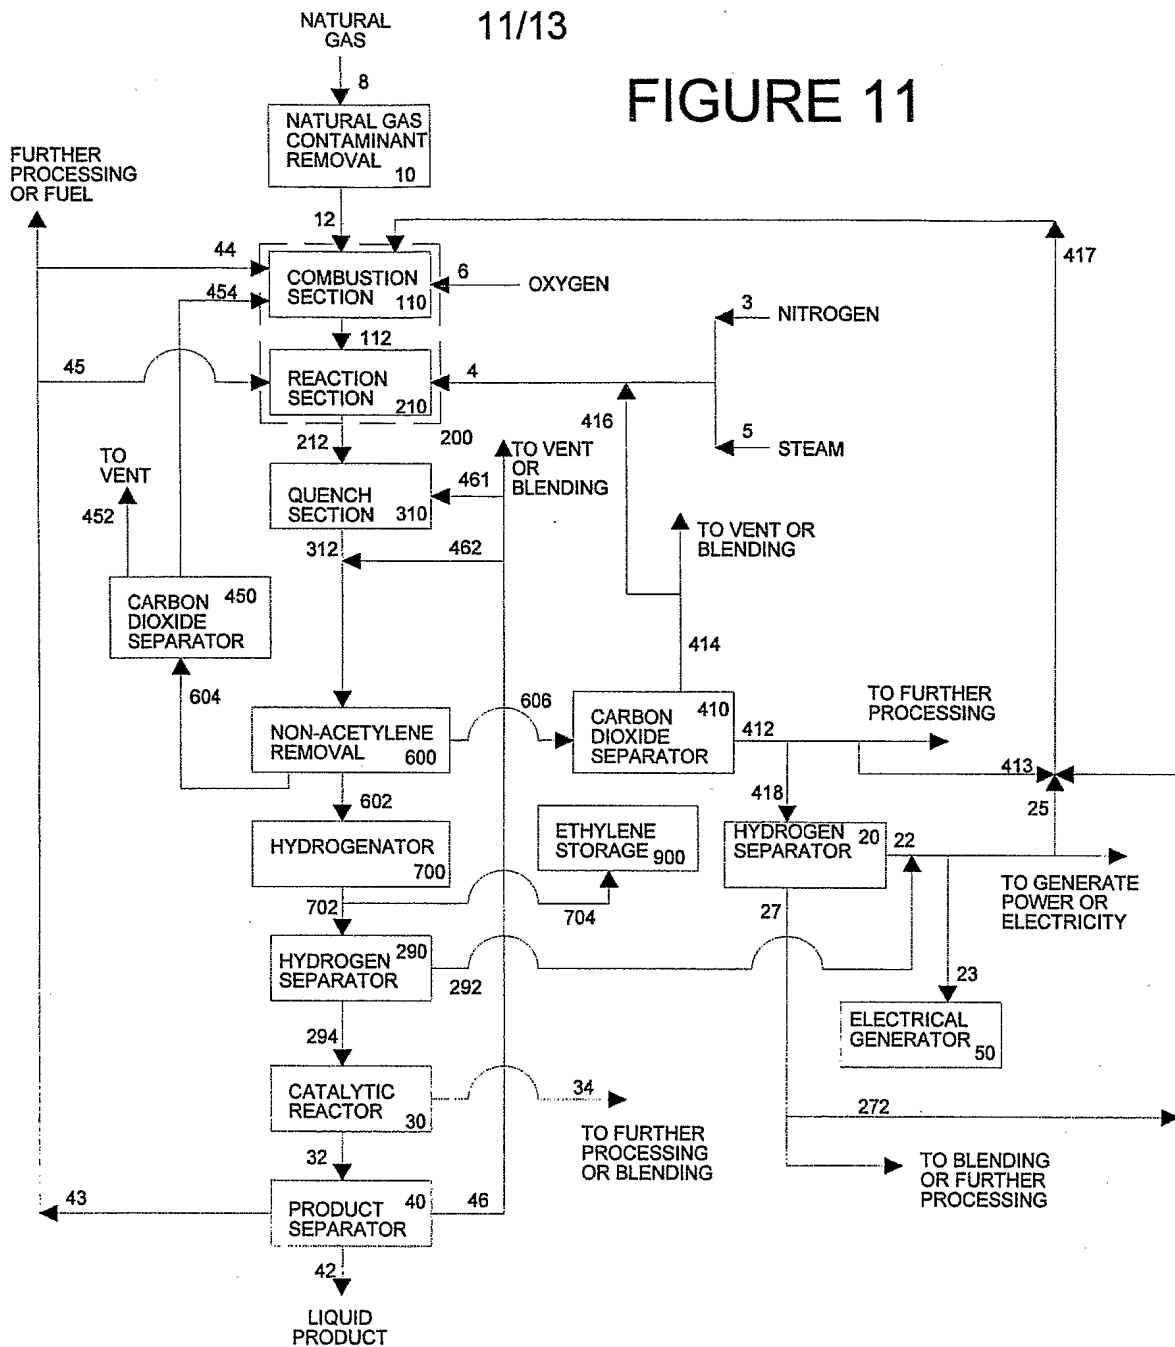 NATURAL
GAS
11/13
FIGURE 11
8
NATURAL GAS
CONTAMINANT
REMOVAL
10
FURTHER
PROCESSING
OR FUEL
12
417
44
6
OXYGEN
COMBUSTION
SECTION
110
454
3
NITROGEN
112
45
REACTION
SECTION
210
4
416
5
STEAM
212
200
TO VENT
OR
BLENDING
TO
VENT
461
QUENCH
SECTION
310
452
TO VENT OR
BLENDING
312
462
CARBON
DIOXIDE
SEPARATOR
450
414
604
606
NON-ACETYLENE
REMOVAL
600
CARBON
DIOXIDE
SEPARATOR
410
412
TO FURTHER
PROCESSING
413
418
602
25
HYDROGENATOR
700
ETHYLENE
STORAGE
900
HYDROGEN
SEPARATOR
20
22
TO GENERATE
POWER OR
ELECTRICITY
702
704
27
HYDROGEN
SEPARATOR
290
292
23
ELECTRICAL
GENERATOR
50
294
CATALYTIC
REACTOR
30
34
TO FURTHER
PROCESSING
OR BLENDING
272
32
TO BLENDING
OR FURTHER
PROCESSING
43
PRODUCT
SEPARATOR
40
46
42
LIQUID
PRODUCT